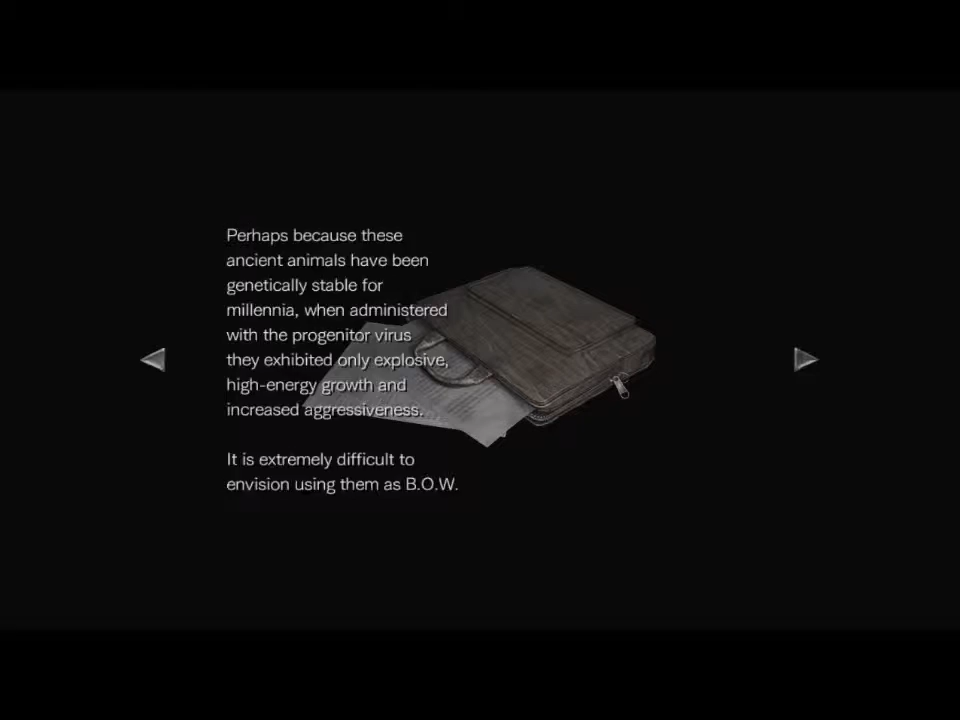 Perhaps because these
ancient animals have been
genetically stable for
millennia, when administered
with the progenitor virus
they exhibited only explosive,
high-energy growth and
increased aggressiveness.
It is extremely difficult to
envision using them as B.O.W.